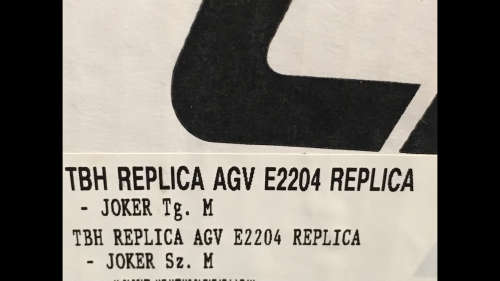 TBH REPLICA AGV E2204 REPLICA
- JOKER Tg. M
TBH REPLICA AGV E2204 REPLICA
- JOKER Sz. M